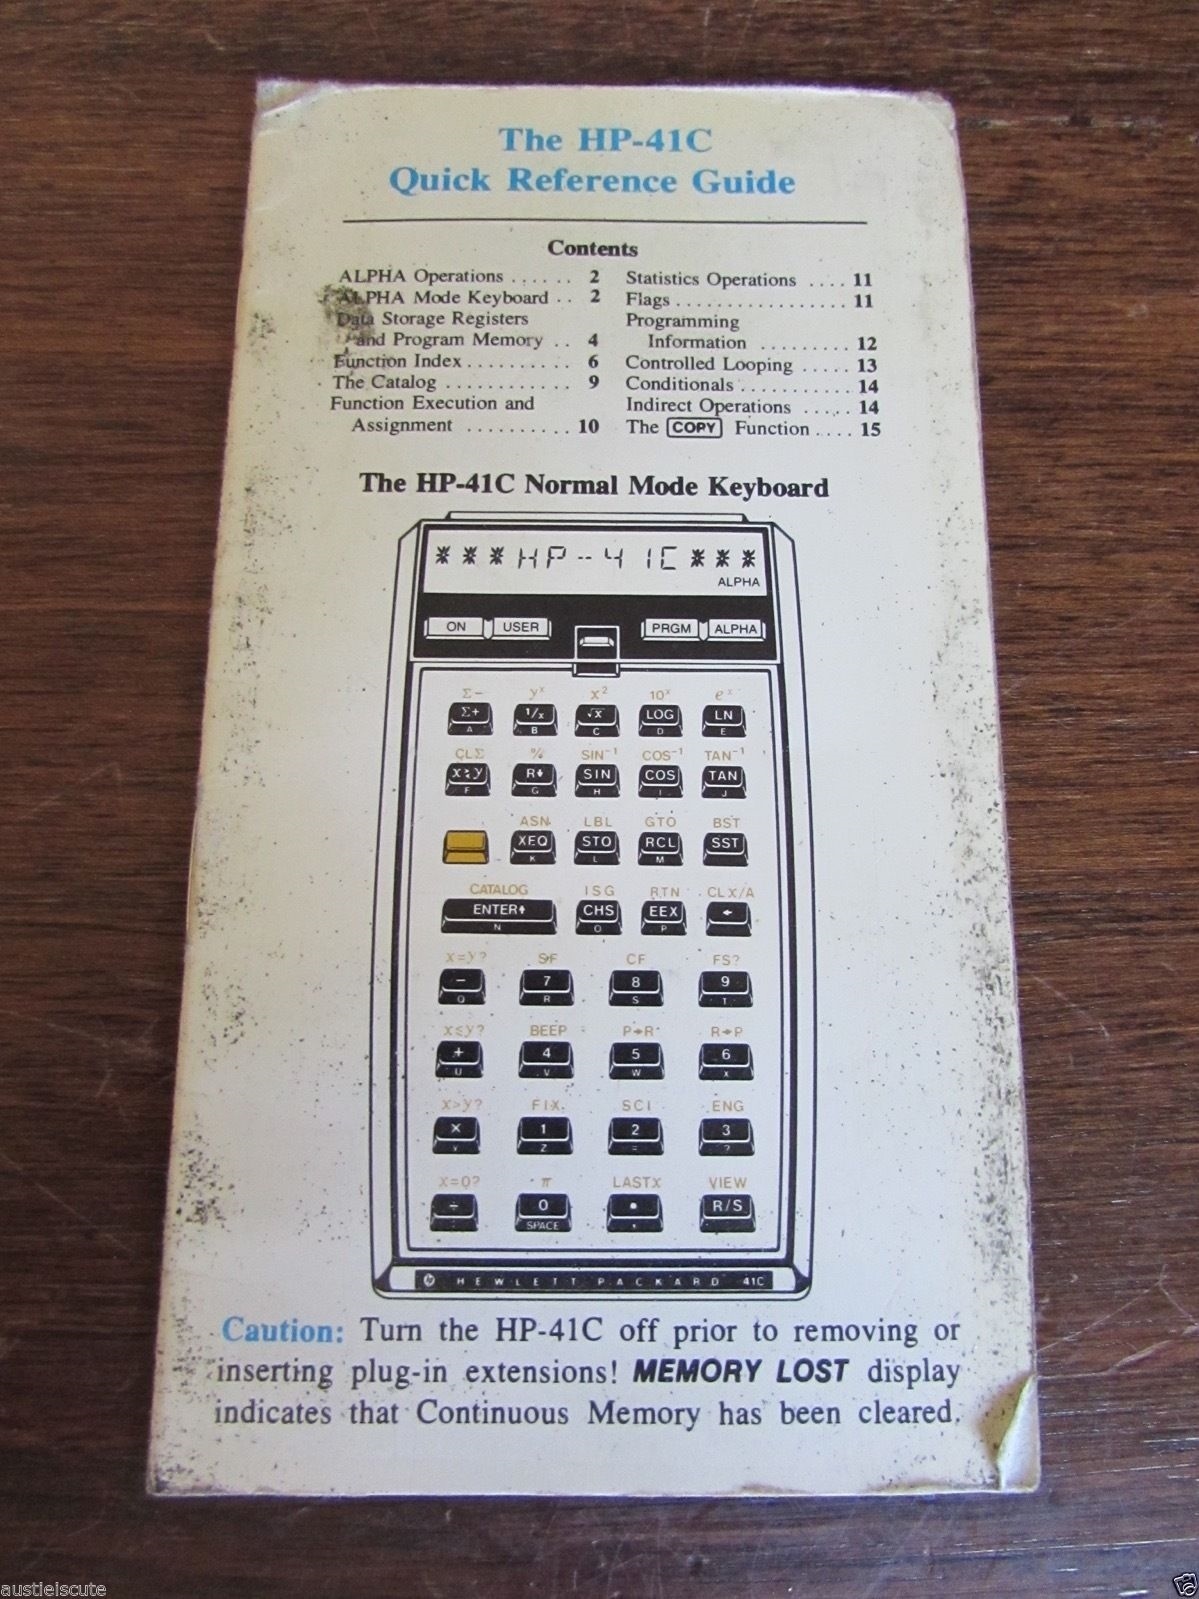 The HP-41C
Quick Reference Guide
Contents
ALPHA Operations ...... 2
ALPHA Mode Keyboard .. 2
Data Storage Registers
and Program Memory .. 4
Function Index .......... 6
The Catalog ............ 9
Function Execution and
Assignment .......... 10
Statistics Operations .... 11
Flags ................. 11
Programming
Information ......... 12
Controlled Looping ..... 13
Conditionals ........... 14
Indirect Operations ..... 14
The COPY Function .... 15
The HP-41C Normal Mode Keyboard
***HP-41C***
ALPHA
ON USER PRGM ALPHA
Σ− yˣ x² 10ˣ eˣ
Σ+ 1/x √x LOG LN
A B C D E
CLΣ % SIN⁻¹ COS⁻¹ TAN⁻¹
x≷y R↓ SIN COS TAN
F G H I J
ASN LBL GTO BST
XEQ STO RCL SST
K L M
CATALOG ISG RTN CLX/A
ENTER↑ CHS EEX ←
N O P
x=y? SF CF FS?
− 7 8 9
Q R S T
x≤y? BEEP P→R R→P
+ 4 5 6
U V W X
x>y? FIX SCI ENG
× 1 2 3
Y Z = ?
x=0? π LASTX VIEW
÷ 0 • R/S
: SPACE ,
hp HEWLETT·PACKARD 41C
Caution: Turn the HP-41C off prior to removing or
inserting plug-in extensions! MEMORY LOST display
indicates that Continuous Memory has been cleared.
austieiscute